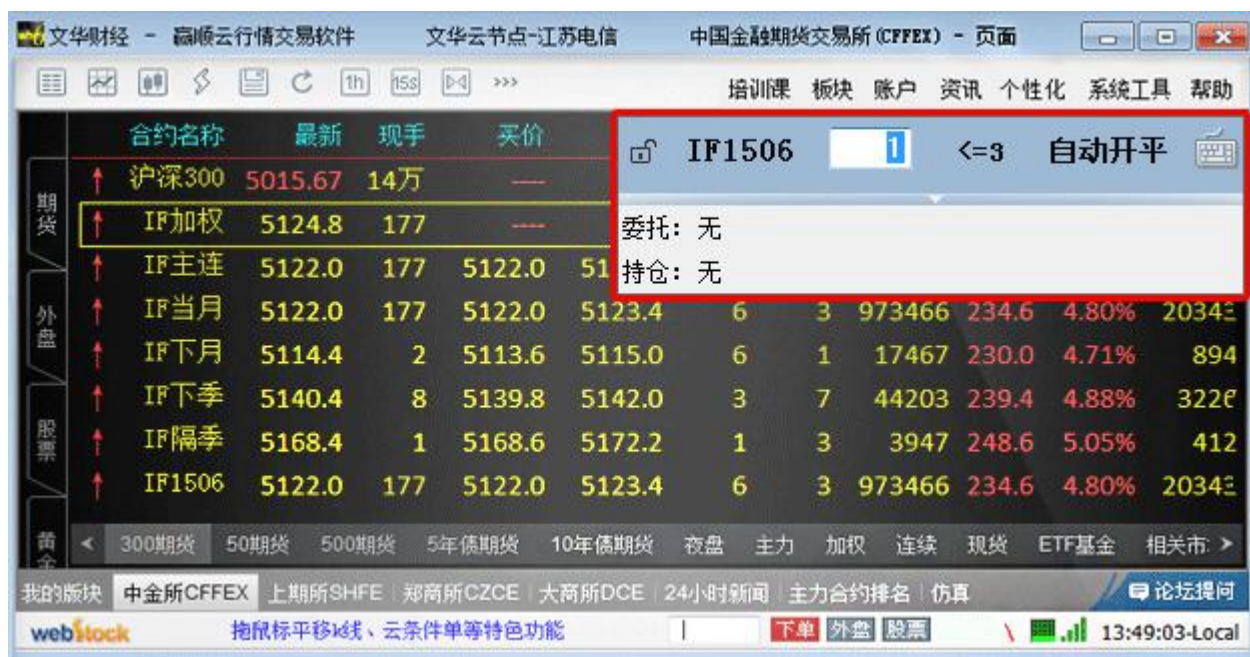 文华财经 - 赢顺云行情交易软件 文华云节点-江苏电信 中国金融期货交易所(CFFEX) - 页面
1h 15s >>> 培训课 板块 账户 资讯 个性化 系统工具 帮助
合约名称 最新 现手 买价
IF1506 1 <=3 自动开平
委托: 无
持仓: 无
期货
外盘
股票
黄金
沪深300 5015.67 14万 ----
IF加权 5124.8 177 ----
IF主连 5122.0 177 5122.0 51
IF当月 5122.0 177 5122.0 5123.4 6 3 973466 234.6 4.80% 2034
IF下月 5114.4 2 5113.6 5115.0 6 1 17467 230.0 4.71% 894
IF下季 5140.4 8 5139.8 5142.0 3 7 44203 239.4 4.88% 322
IF隔季 5168.4 1 5168.6 5172.2 1 3 3947 248.6 5.05% 412
IF1506 5122.0 177 5122.0 5123.4 6 3 973466 234.6 4.80% 2034
< 300期货 50期货 500期货 5年债期货 10年债期货 夜盘 主力 加权 连续 现货 ETF基金 相关市 >
我的版块 中金所CFFEX 上期所SHFE 郑商所CZCE 大商所DCE 24小时新闻 主力合约排名 仿真 论坛提问
webstock 拖鼠标平移k线、云条件单等特色功能 下单 外盘 股票 13:49:03-Local